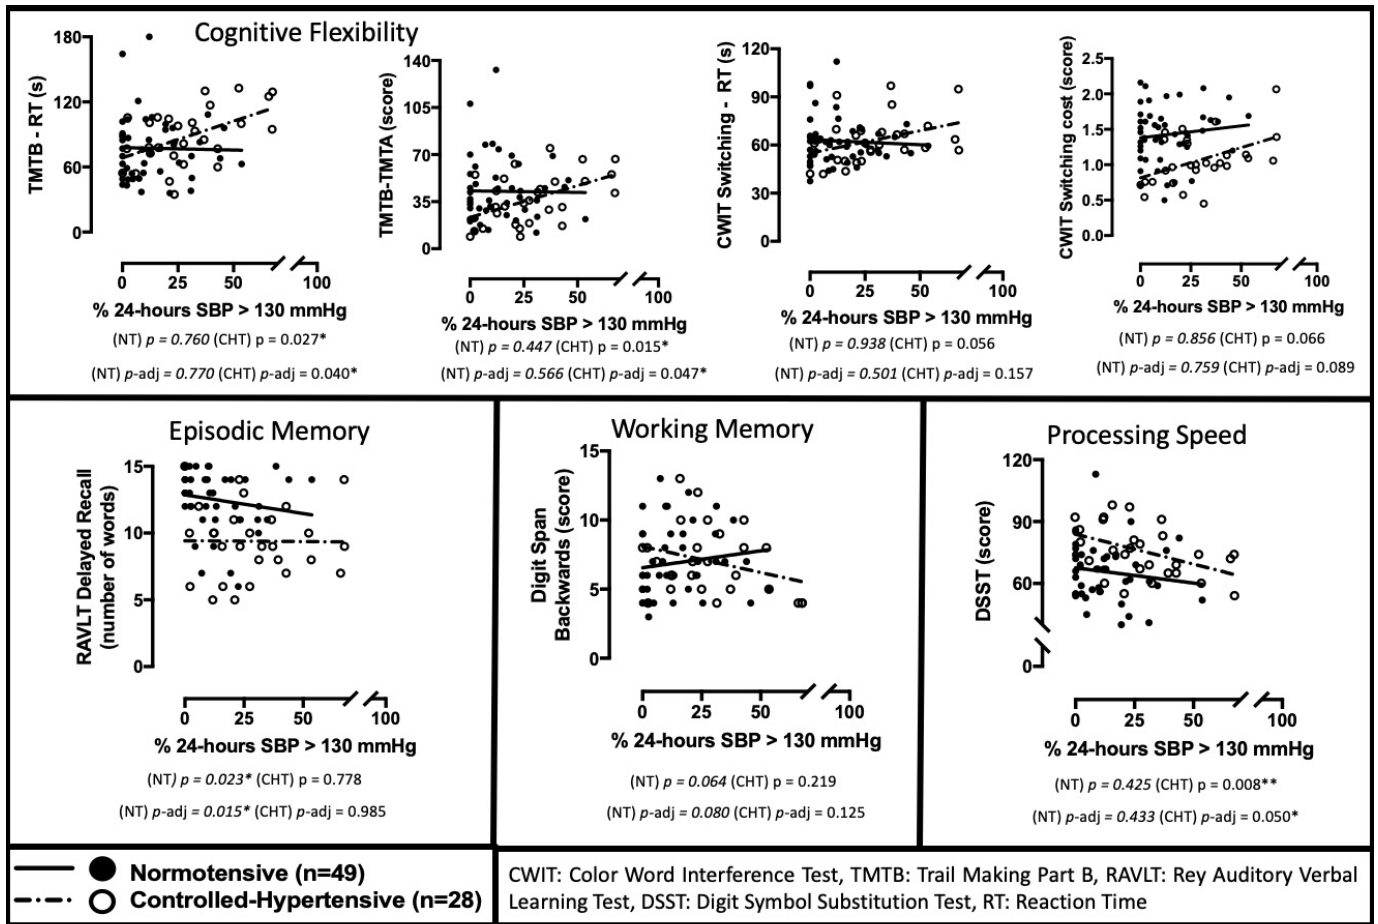 Cognitive Flexibility
TMTB - RT (s)
180
120
60
0
0 25 50 100
% 24-hours SBP > 130 mmHg
(NT) p = 0.760 (CHT) p = 0.027*
(NT) p-adj = 0.770 (CHT) p-adj = 0.040*
TMTB-TMTA (score)
140
105
70
35
0
0 25 50 100
% 24-hours SBP > 130 mmHg
(NT) p = 0.447 (CHT) p = 0.015*
(NT) p-adj = 0.566 (CHT) p-adj = 0.047*
CWIT Switching - RT (s)
120
90
60
30
0
0 25 50 100
% 24-hours SBP > 130 mmHg
(NT) p = 0.938 (CHT) p = 0.056
(NT) p-adj = 0.501 (CHT) p-adj = 0.157
CWIT Switching cost (score)
2.5
2.0
1.5
1.0
0.5
0.0
0 25 50 100
% 24-hours SBP > 130 mmHg
(NT) p = 0.856 (CHT) p = 0.066
(NT) p-adj = 0.759 (CHT) p-adj = 0.089
Episodic Memory
RAVLT Delayed Recall
(number of words)
15
10
5
0
0 25 50 100
% 24-hours SBP > 130 mmHg
(NT) p = 0.023* (CHT) p = 0.778
(NT) p-adj = 0.015* (CHT) p-adj = 0.985
Working Memory
Digit Span
Backwards (score)
15
10
5
0
0 25 50 100
% 24-hours SBP > 130 mmHg
(NT) p = 0.064 (CHT) p = 0.219
(NT) p-adj = 0.080 (CHT) p-adj = 0.125
Processing Speed
DSST (score)
120
90
60
0
0 25 50 100
% 24-hours SBP > 130 mmHg
(NT) p = 0.425 (CHT) p = 0.008**
(NT) p-adj = 0.433 (CHT) p-adj = 0.050*
Normotensive (n=49)
Controlled-Hypertensive (n=28)
CWIT: Color Word Interference Test, TMTB: Trail Making Part B, RAVLT: Rey Auditory Verbal
Learning Test, DSST: Digit Symbol Substitution Test, RT: Reaction Time